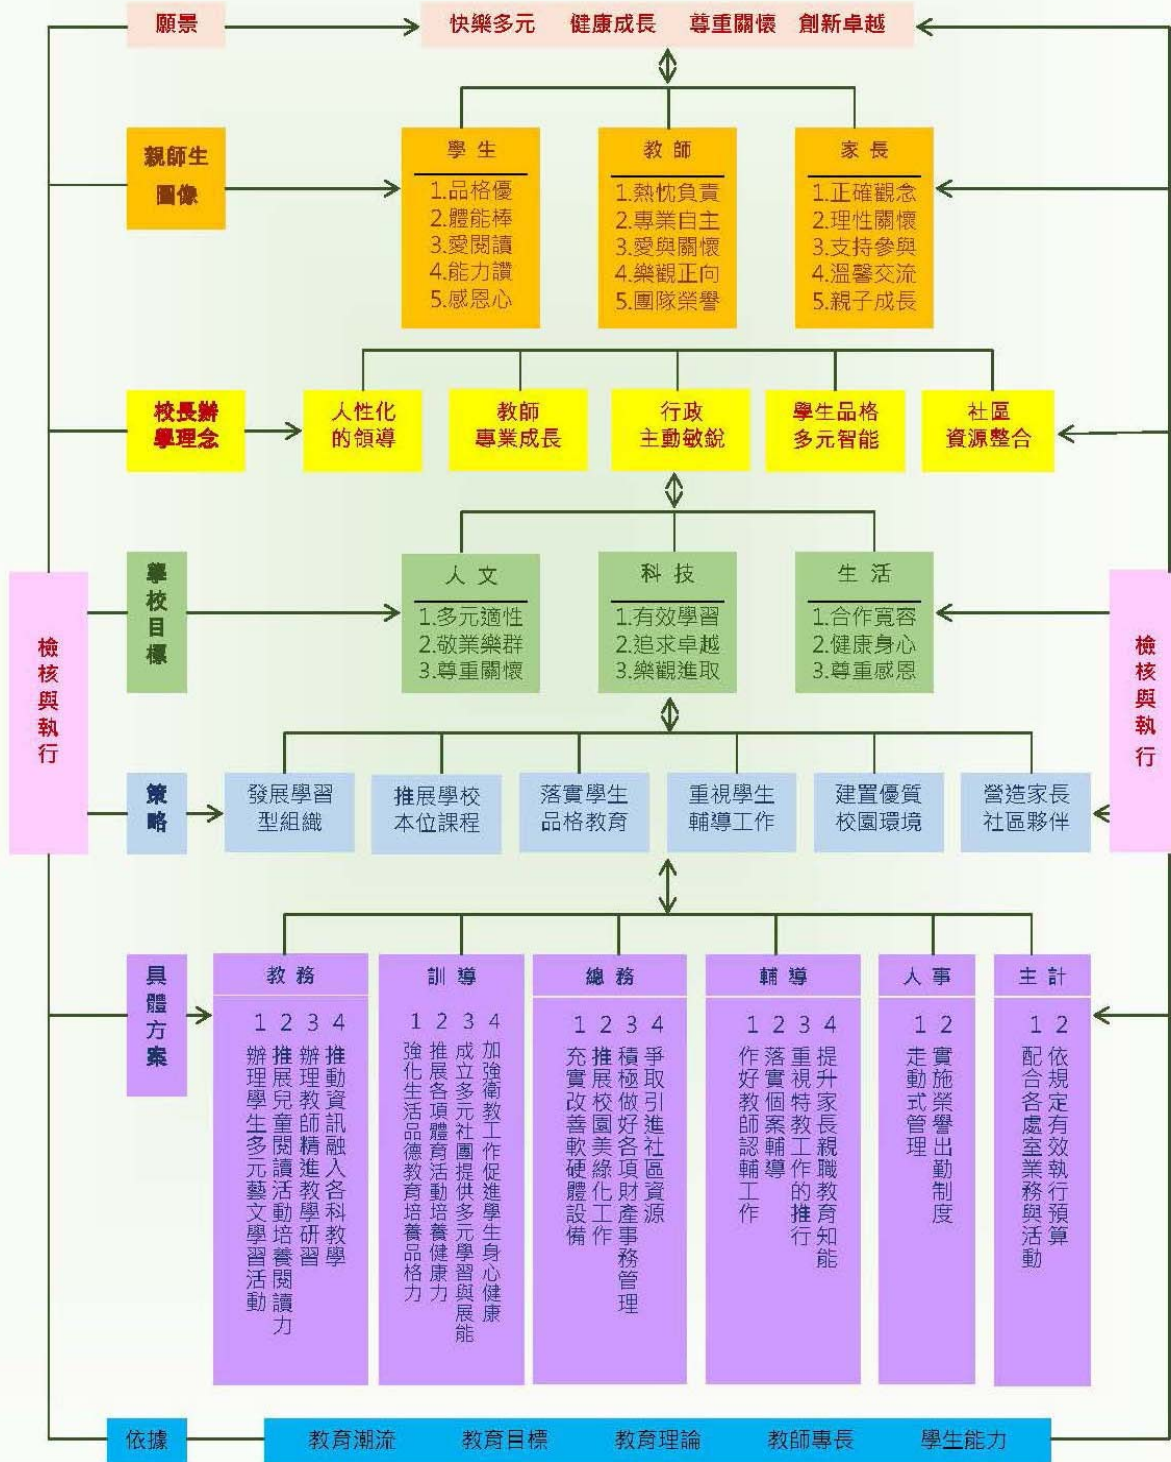 願景
快樂多元 健康成長 尊重關懷 創新卓越
親師生
圖像
學生
1.品格優
2.體能棒
3.愛閱讀
4.能力讚
5.感恩心
教師
1.熱忱負責
2.專業自主
3.愛與關懷
4.樂觀正向
5.團隊榮譽
家長
1.正確觀念
2.理性關懷
3.支持參與
4.溫馨交流
5.親子成長
校長辦
學理念
人性化
的領導
教師
專業成長
行政
主動敏銳
學生品格
多元智能
社區
資源整合
檢核與執行
學校目標
人文
1.多元適性
2.敬業樂群
3.尊重關懷
科技
1.有效學習
2.追求卓越
3.樂觀進取
生活
1.合作寬容
2.健康身心
3.尊重感恩
檢核與執行
策略
發展學習
型組織
推展學校
本位課程
落實學生
品格教育
重視學生
輔導工作
建置優質
校園環境
營造家長
社區夥伴
具體方案
教務
1 辦理學生多元藝文學習活動
2 推展兒童閱讀活動培養閱讀力
3 辦理教師精進教學研習
4 推動資訊融入各科教學
訓導
1 強化生活品德教育培養品格力
2 推展各項體育活動培養健康力
3 成立多元社團提供多元學習與展能
4 加強衛教工作促進學生身心健康
總務
1 充實改善軟硬體設備
2 推展校園美綠化工作
3 積極做好各項財產事務管理
4 爭取引進社區資源
輔導
1 作好教師認輔工作
2 落實個案輔導
3 重視特教工作的推行
4 提升家長親職教育知能
人事
1 走動式管理
2 實施榮譽出勤制度
主計
1 配合各處室業務與活動
2 依規定有效執行預算
依據
教育潮流 教育目標 教育理論 教師專長 學生能力